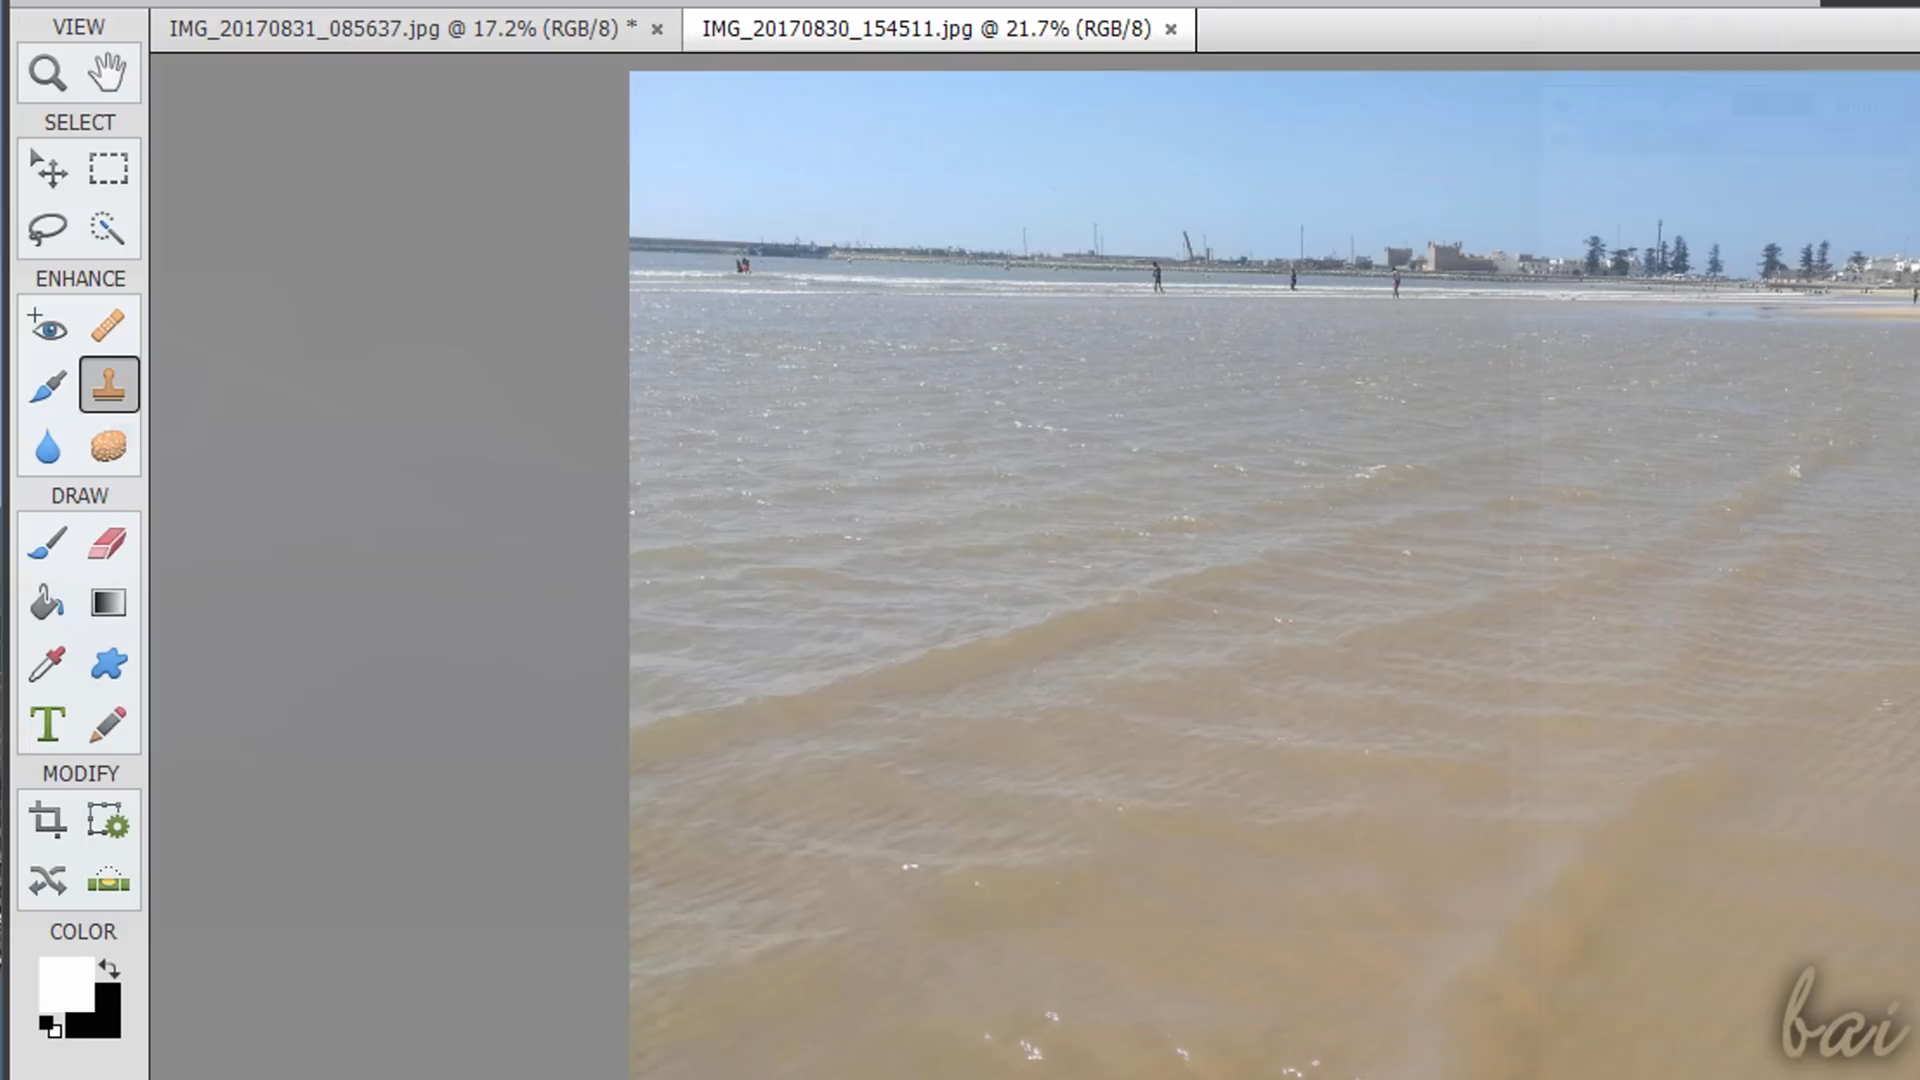 VIEW
IMG_20170831_085637.jpg @ 17.2% (RGB/8) * ×
IMG_20170830_154511.jpg @ 21.7% (RGB/8) ×
SELECT
ENHANCE
DRAW
T
MODIFY
COLOR
bai